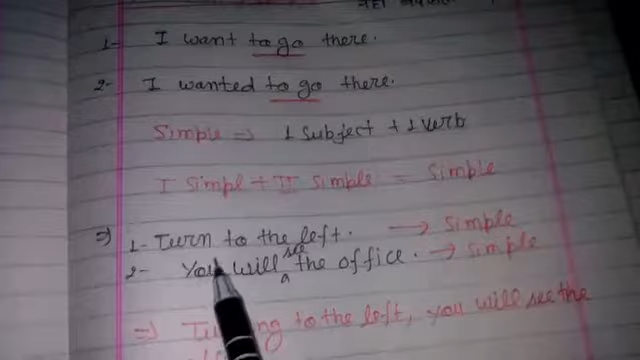 1- I want to go there.
2- I wanted to go there.
Simple => 1 Subject + 1 verb
I simpl + II simple = Simple
=> 1- Turn to the left. → simple
2- You will see the office. → simple
=> to the left, you will see the